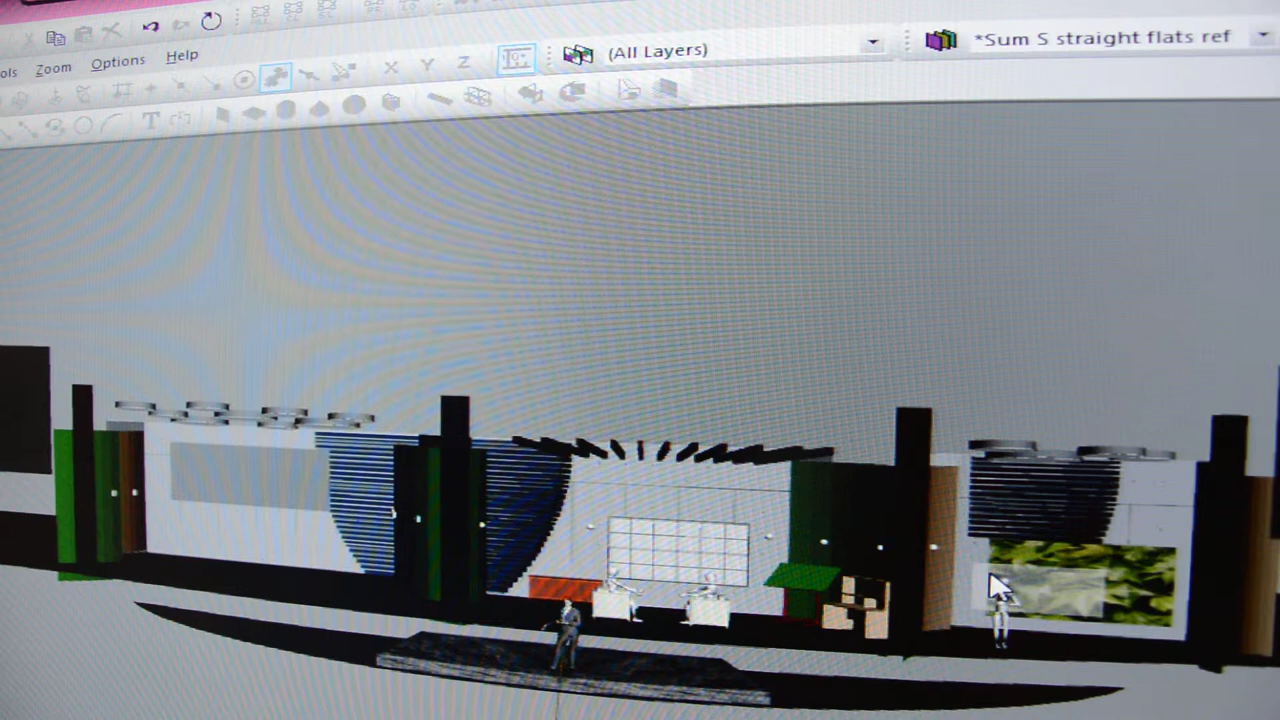 ols Zoom Options Help
X Y Z
(All Layers)
*Sum S straight flats ref
T